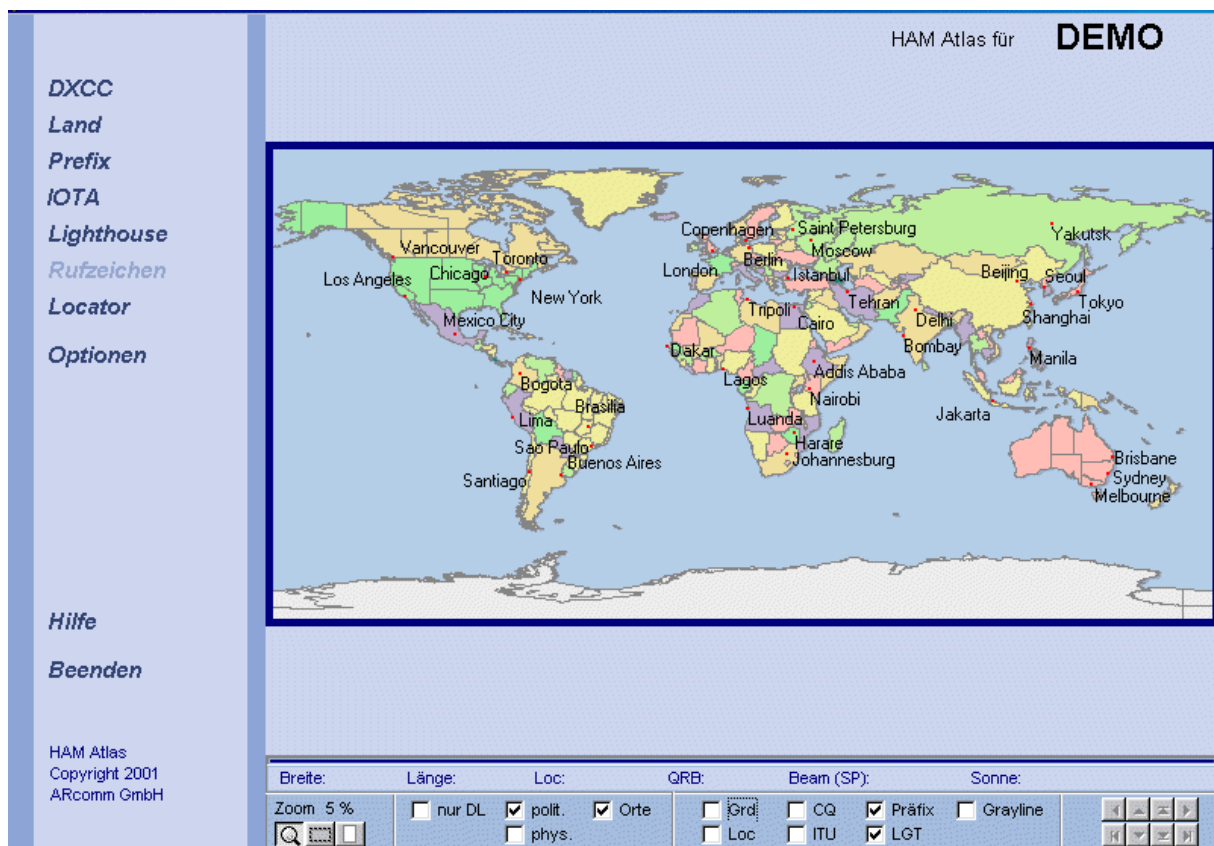 HAM Atlas für DEMO
DXCC
Land
Prefix
IOTA
Lighthouse
Rufzeichen
Locator
Optionen
Hilfe
Beenden
HAM Atlas
Copyright 2001
ARcomm GmbH
Copenhagen
Saint Petersburg
Yakutsk
Vancouver
Toronto
Moscow
Berlin
Los Angeles
Chicago
London
Istanbul
Beijing
Seoul
New York
Tehran
Tokyo
Mexico City
Tripoli
Cairo
Delhi
Shanghai
Dakar
Bombay
Manila
Bogota
Lagos
Addis Ababa
Brasilia
Nairobi
Lima
Luanda
Jakarta
Sao Paulo
Harare
Buenos Aires
Johannesburg
Brisbane
Santiago
Sydney
Melbourne
Breite: Länge: Loc: QRB: Beam (SP): Sonne:
Zoom 5 % nur DL polit. Orte Grd CQ Präfix Grayline
phys. Loc ITU LGT